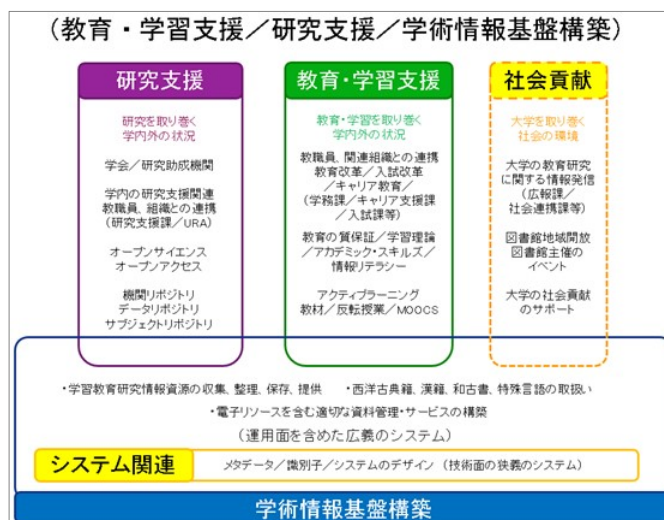 (教育・学習支援/研究支援/学術情報基盤構築)
研究支援
研究を取り巻く
学内外の状況
学会/研究助成機関
学内の研究支援関連
教職員、組織との連携
(研究支援課/URA)
オープンサイエンス
オープンアクセス
機関リポジトリ
データリポジトリ
サブジェクトリポジトリ
教育・学習支援
教育・学習を取り巻く
学内外の状況
教職員、関連組織との連携
教育改革/入試改革
/キャリア教育/
(学務課/キャリア支援課
/入試課等)
教育の質保証/学習理論
/アカデミック・スキルズ/
情報リテラシー
アクティブラーニング
教材/反転授業/MOOCS
社会貢献
大学を取り巻く
社会の環境
大学の教育研究
に関する情報発信
(広報課/
社会連携課等)
図書館地域開放
図書館主催の
イベント
大学の社会貢献
のサポート
・学習教育研究情報資源の収集、整理、保存、提供 ・西洋古典籍、漢籍、和古書、特殊言語の取扱い
・電子リソースを含む適切な資料管理・サービスの構築
(運用面を含めた広義のシステム)
システム関連
メタデータ/識別子/システムのデザイン (技術面の狭義のシステム)
学術情報基盤構築